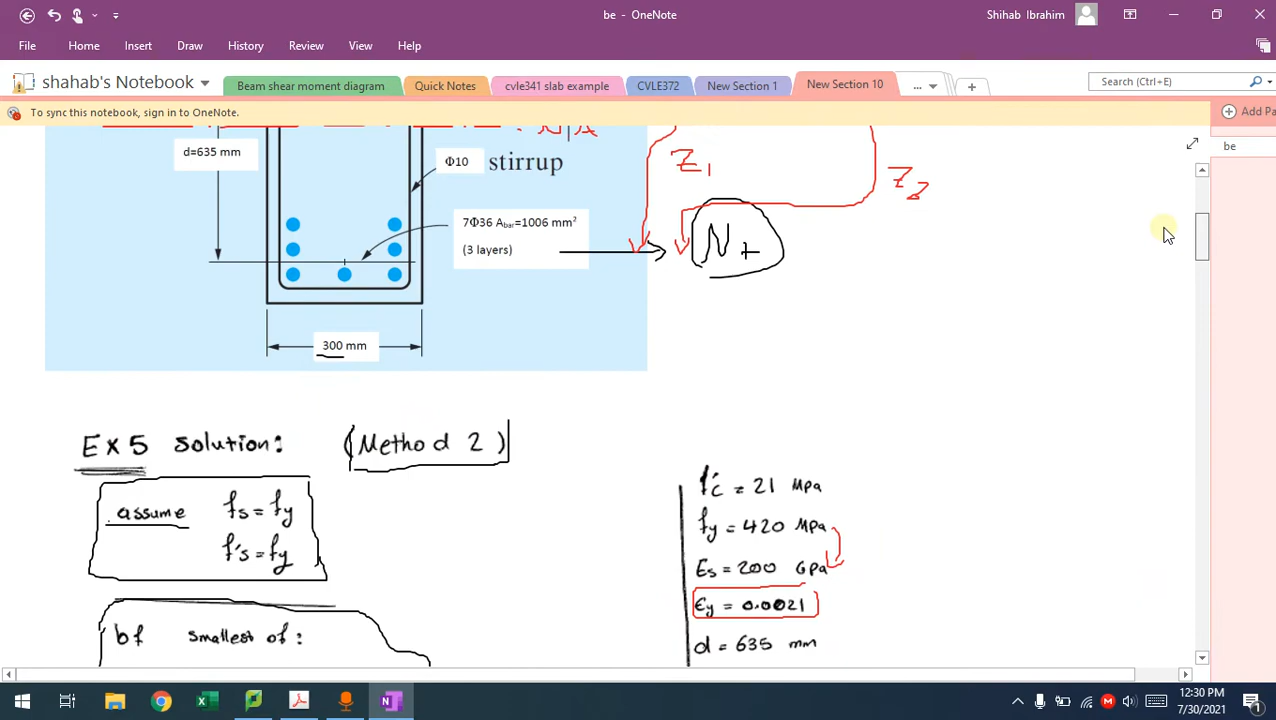 be - OneNote
Shihab Ibrahim
File Home Insert Draw History Review View Help
shahab's Notebook
Beam shear moment diagram
Quick Notes
cvle341 slab example
CVLE372
New Section 1
New Section 10
...
Search (Ctrl+E)
To sync this notebook, sign in to OneNote.
Add Pa
be
d=635 mm
Φ10
stirrup
Z1
Z2
7Φ36 Abar=1006 mm²
(3 layers)
N+
300 mm
Ex 5 Solution: (Method 2)
assume fs = fy
f's = fy
bf smallest of:
f'c = 21 MPa
fy = 420 MPa
Es = 200 GPa
ϵy = 0.0021
d = 635 mm
12:30 PM
7/30/2021
1